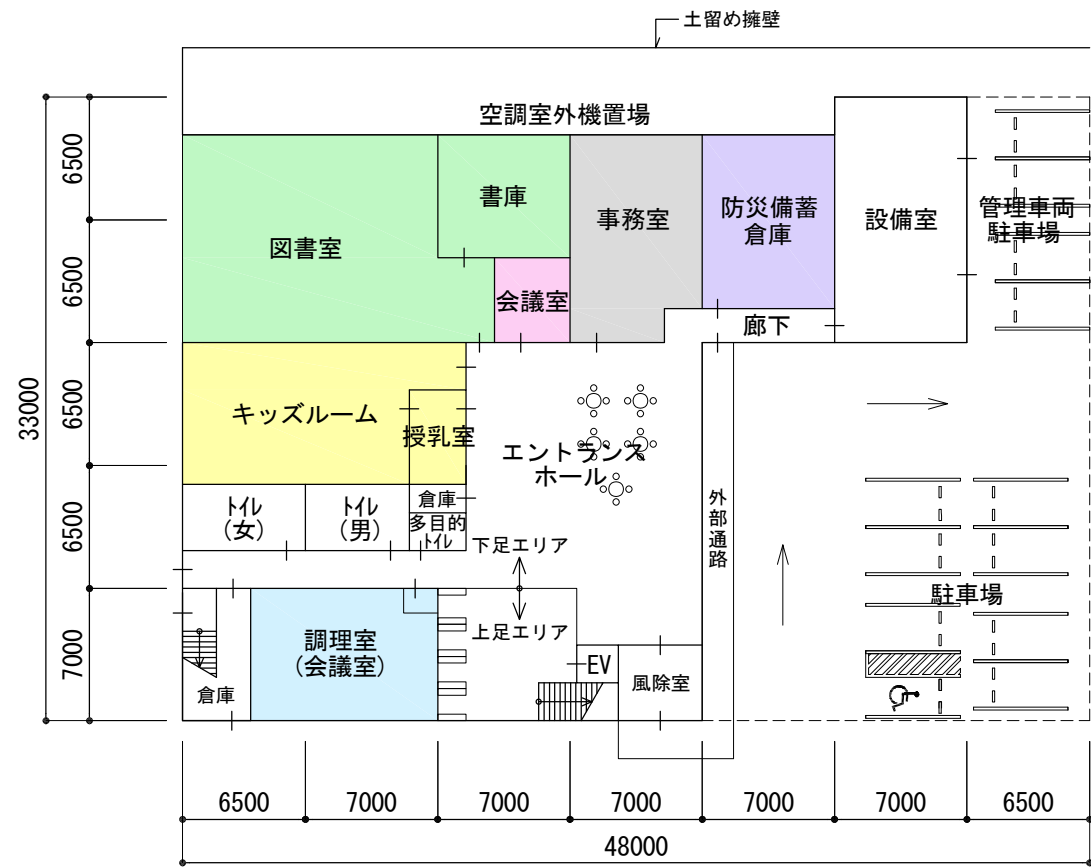 土留め擁壁
空調室外機置場
6500
書庫
事務室
防災備蓄
倉庫
設備室
管理車両
駐車場
図書室
6500
会議室
廊下
33000
6500
キッズルーム
授乳室
エントランス
ホール
6500
トイレ
(女)
トイレ
(男)
倉庫
多目的
トイレ
外部通路
下足エリア
上足エリア
駐車場
7000
調理室
(会議室)
倉庫
EV
風除室
6500
7000
7000
7000
7000
7000
6500
48000